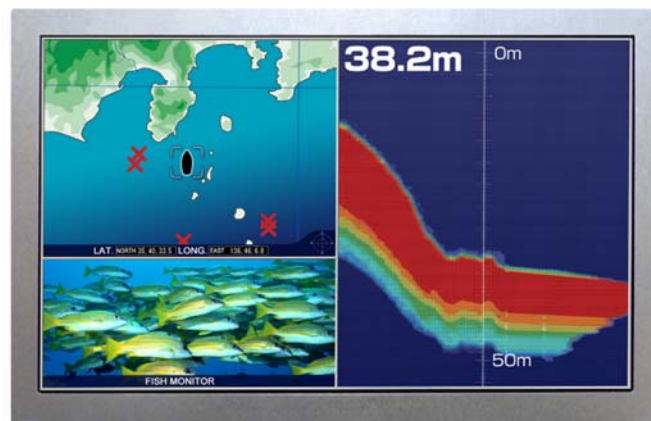 38.2m
0m
LAT. NORTH 35, 40, 33.5 LONG. EAST 136, 46, 6.8
FISH MONITOR
50m